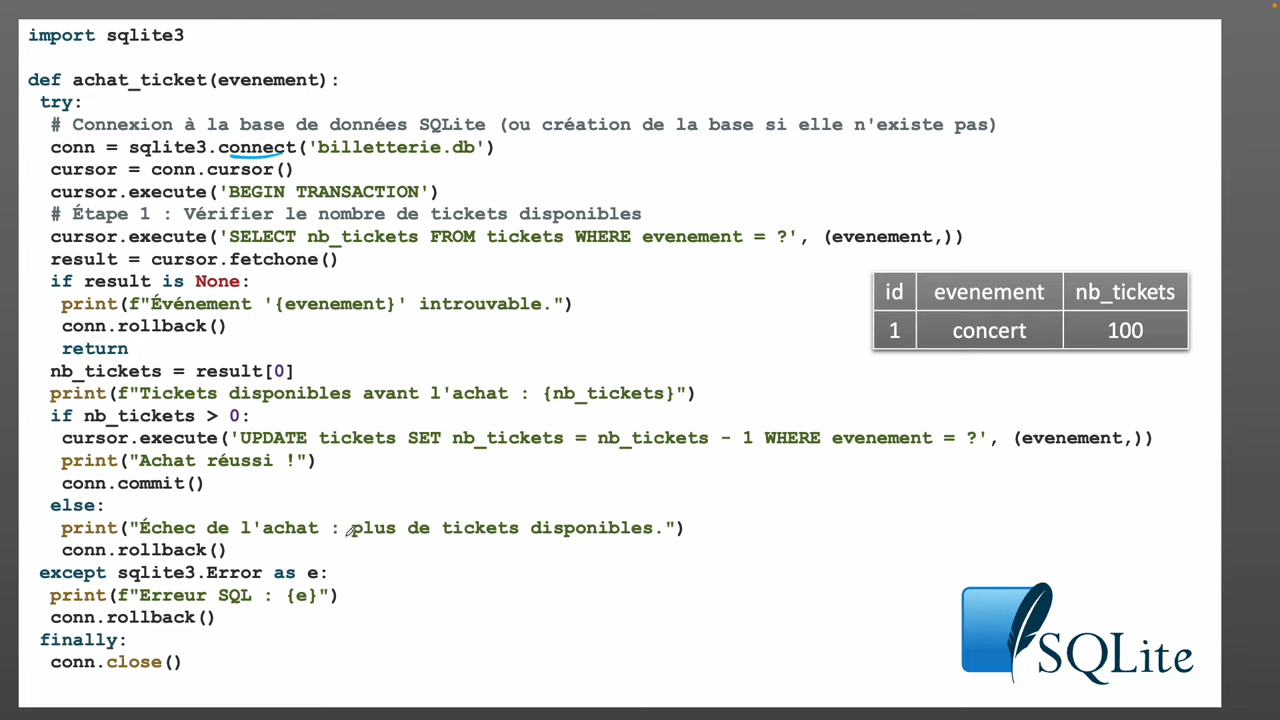 import sqlite3
def achat_ticket(evenement):
try:
# Connexion à la base de données SQLite (ou création de la base si elle n'existe pas)
conn = sqlite3.connect('billetterie.db')
cursor = conn.cursor()
cursor.execute('BEGIN TRANSACTION')
# Étape 1 : Vérifier le nombre de tickets disponibles
cursor.execute('SELECT nb_tickets FROM tickets WHERE evenement = ?', (evenement,))
result = cursor.fetchone()
if result is None:
print(f"Événement '{evenement}' introuvable.")
conn.rollback()
return
nb_tickets = result[0]
print(f"Tickets disponibles avant l'achat : {nb_tickets}")
if nb_tickets > 0:
cursor.execute('UPDATE tickets SET nb_tickets = nb_tickets - 1 WHERE evenement = ?', (evenement,))
print("Achat réussi !")
conn.commit()
else:
print("Échec de l'achat : plus de tickets disponibles.")
conn.rollback()
except sqlite3.Error as e:
print(f"Erreur SQL : {e}")
conn.rollback()
finally:
conn.close()
id evenement nb_tickets
1 concert 100
SQLite